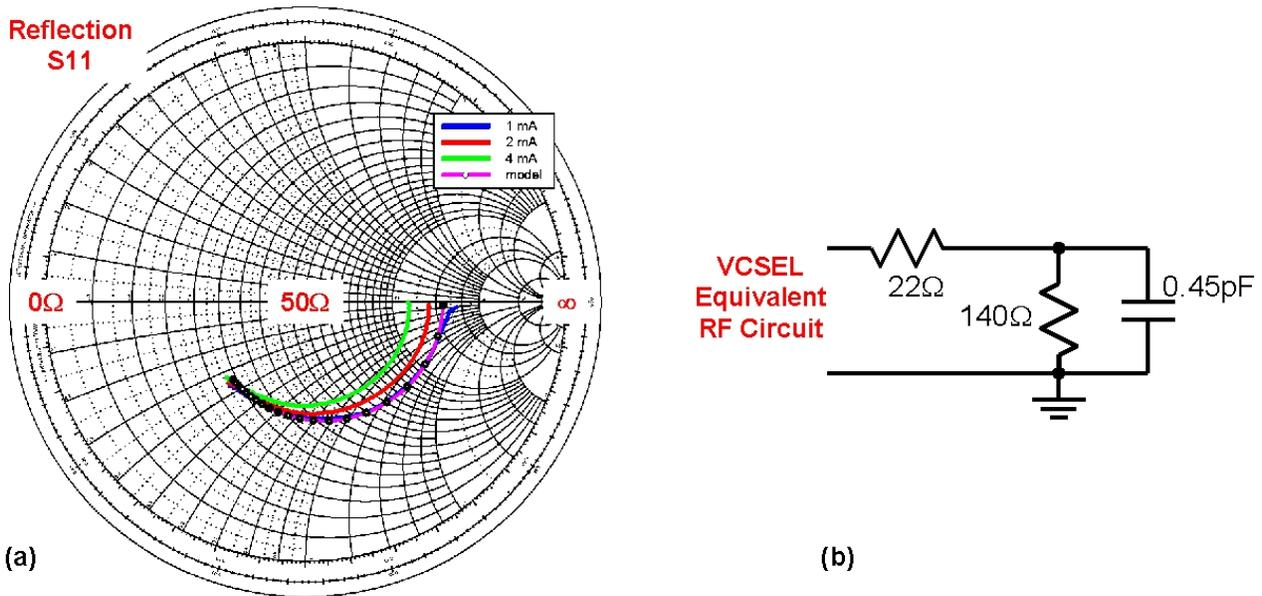 Reflection
S11
1 mA
2 mA
4 mA
model
0Ω
50Ω
∞
(a)
VCSEL
Equivalent
RF Circuit
22Ω
140Ω
0.45pF
(b)